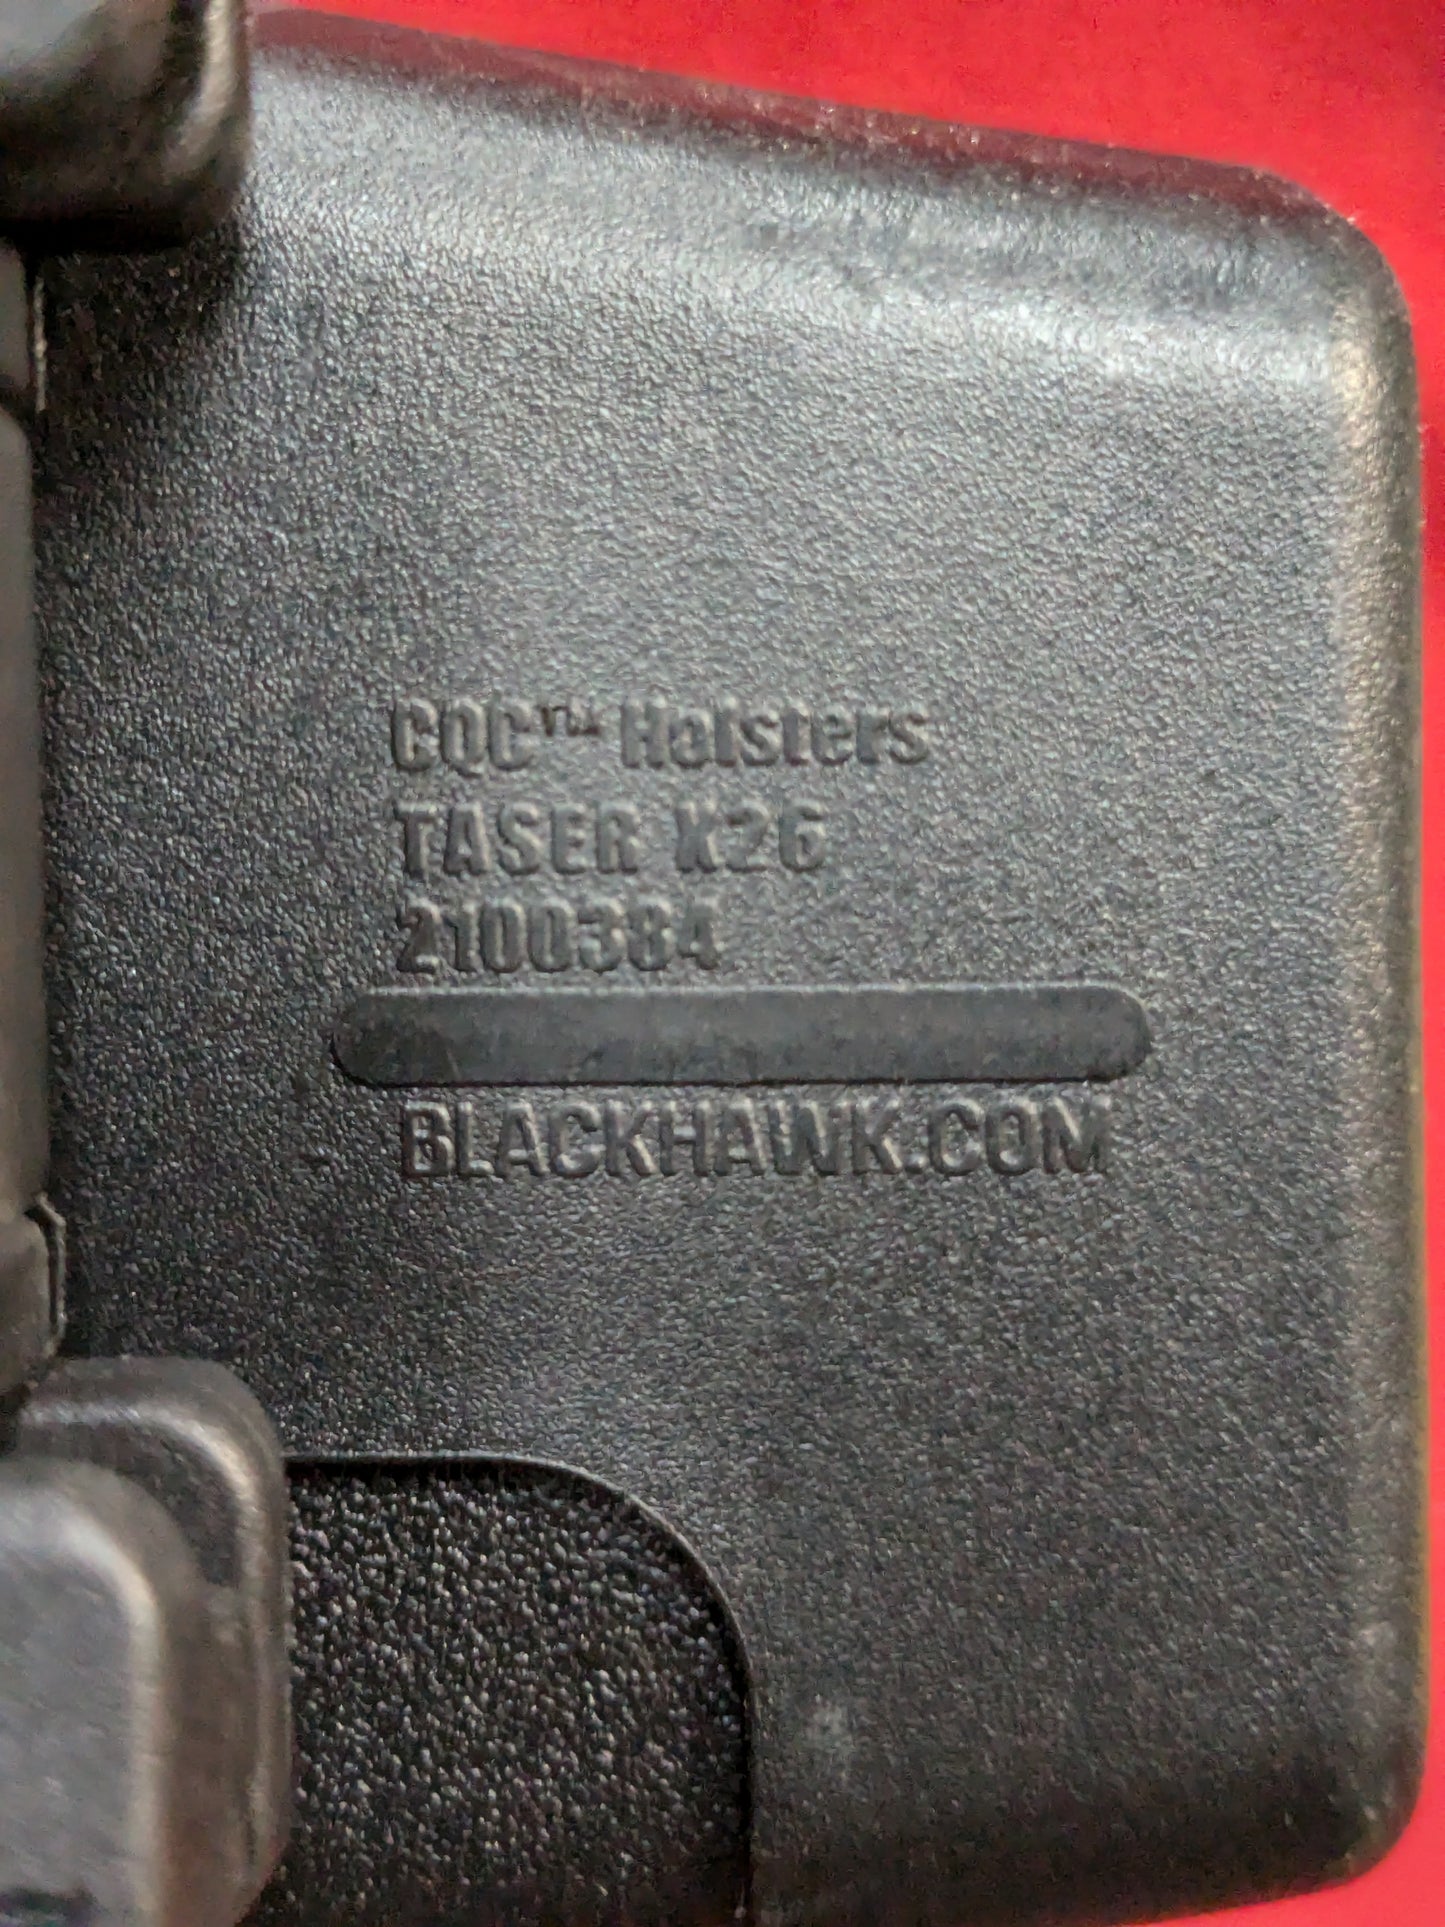 CQC™ Holsters
TASER X26
2100384
BLACKHAWK.COM